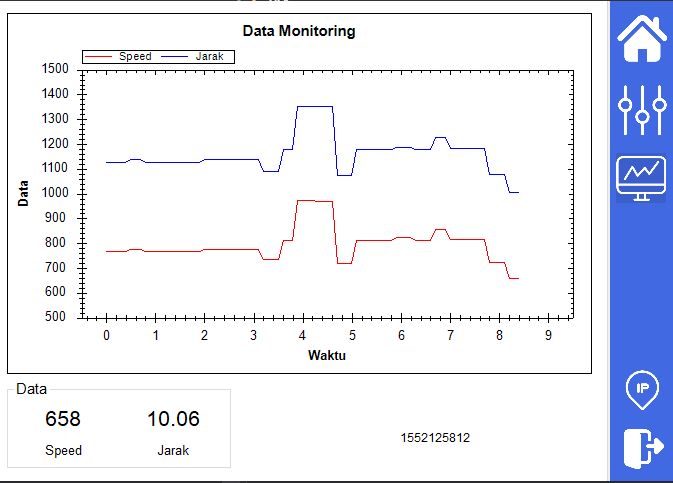 Data Monitoring
Speed Jarak
1500
1400
1300
1200
1100
1000
900
800
700
600
500
Data
0 1 2 3 4 5 6 7 8 9
Waktu
Data
658 10.06
Speed Jarak
1552125812
IP